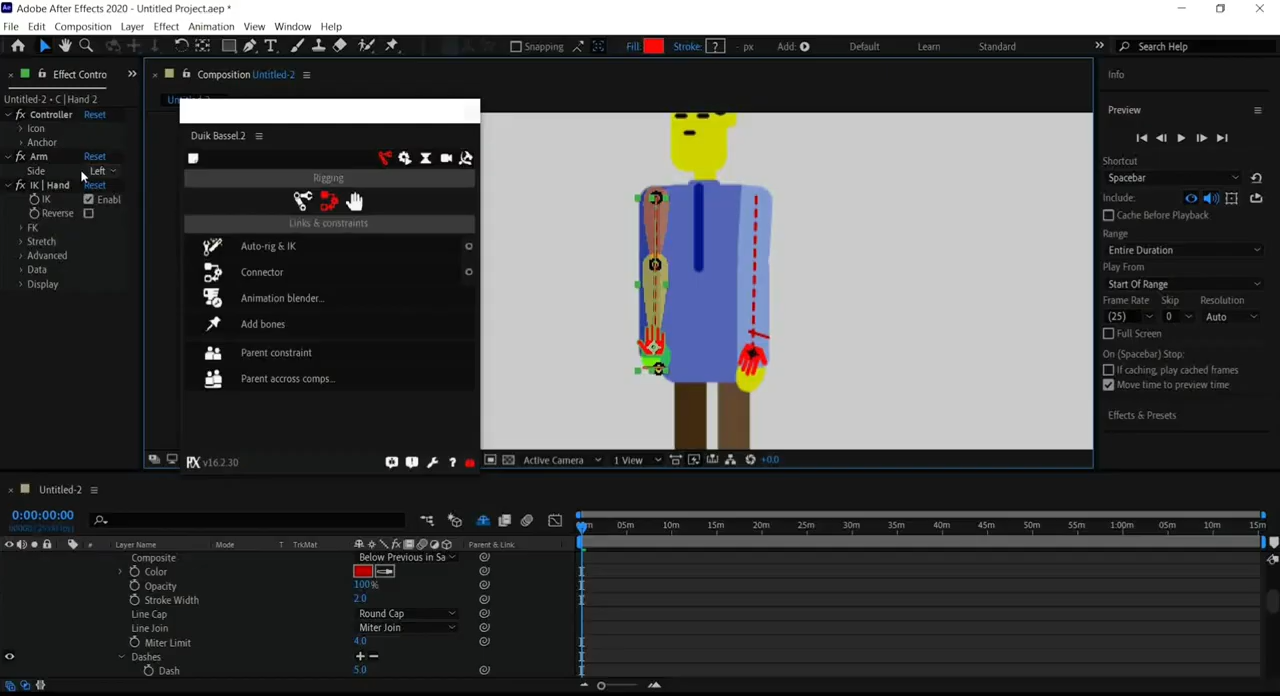 Adobe After Effects 2020 - Untitled Project.aep *
File Edit Composition Layer Effect Animation View Window Help
Snapping Fill: Stroke: ? - px Add: Default Learn Standard Search Help
Effect Contro
Composition Untitled-2
Info
Untitled-2 • C | Hand 2
fx Controller Reset
Icon
Anchor
fx Arm Reset
Side Left
fx IK | Hand Reset
IK Enabl
Reverse
FK
Stretch
Advanced
Data
Display
Duik Bassel.2
Rigging
Links & constraints
Auto-rig & IK
Connector
Animation blender...
Add bones
Parent constraint
Parent accross comps...
v16.2.30
Active Camera 1 View +0.0
Preview
Shortcut
Spacebar
Include:
Cache Before Playback
Range
Entire Duration
Play From
Start Of Range
Frame Rate Skip Resolution
(25) 0 Auto
Full Screen
On (Spacebar) Stop:
If caching, play cached frames
Move time to preview time
Effects & Presets
Untitled-2
0:00:00:00
05m 10m 15m 20m 25m 30m 35m 40m 45m 50m 55m 1:00m 05m 10m 15m
# Layer Name Mode T TrkMat Parent & Link
Composite Below Previous in Sa
Color
Opacity 100%
Stroke Width 2.0
Line Cap Round Cap
Line Join Miter Join
Miter Limit 4.0
Dashes + −
Dash 5.0